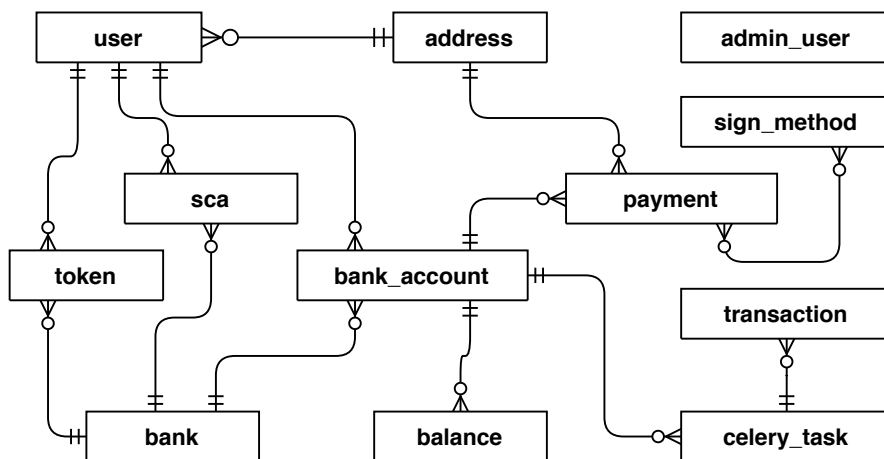 user
address
admin_user
sign_method
sca
payment
token
bank_account
transaction
bank
balance
celery_task